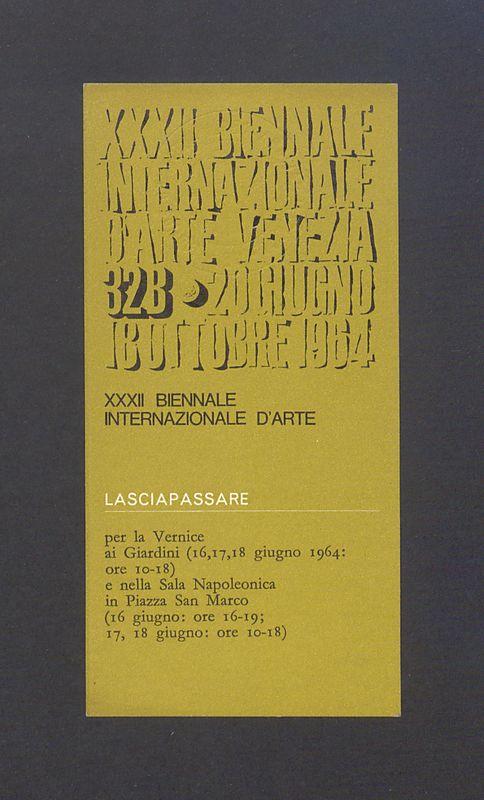 XXXII BIENNALE
INTERNAZIONALE
D'ARTE VENEZIA
32B • 20 GIUGNO
18 OTTOBRE 1964
XXXII BIENNALE
INTERNAZIONALE D'ARTE
LASCIAPASSARE
per la Vernice
ai Giardini (16,17,18 giugno 1964:
ore 10-18)
e nella Sala Napoleonica
in Piazza San Marco
(16 giugno: ore 16-19;
17, 18 giugno: ore 10-18)